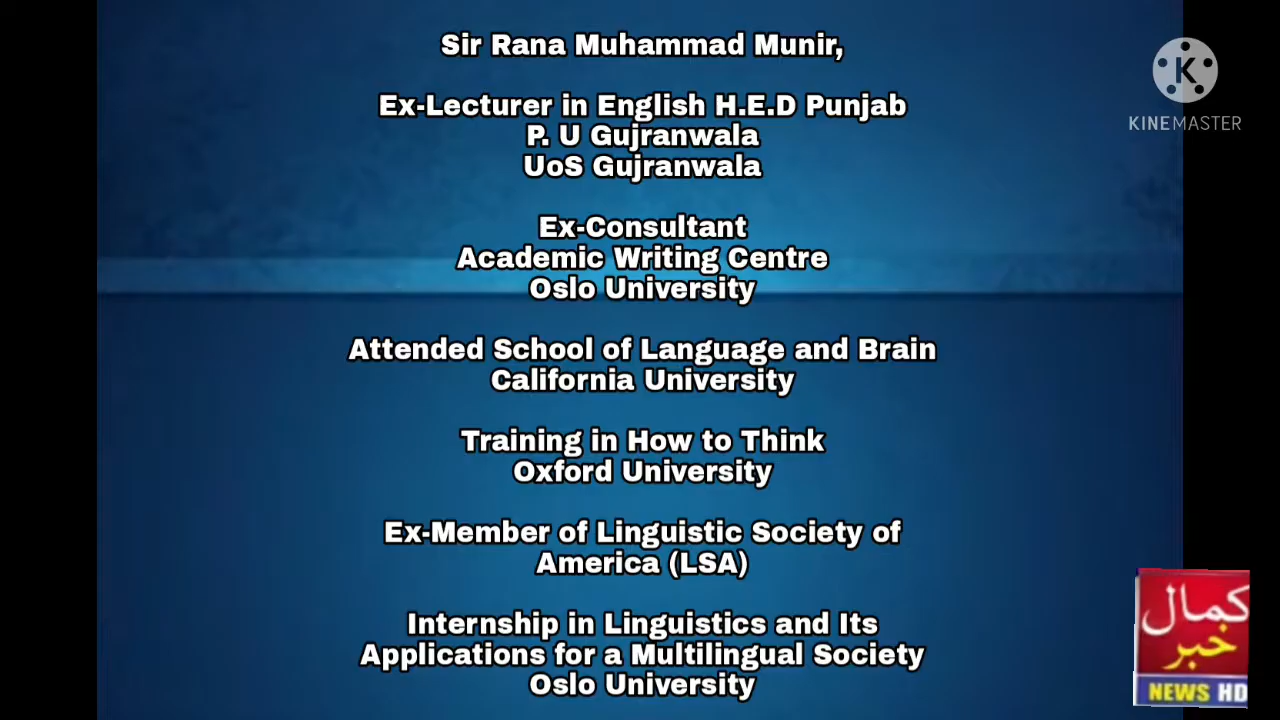 Sir Rana Muhammad Munir,
Ex-Lecturer in English H.E.D Punjab
P. U Gujranwala
UoS Gujranwala
Ex-Consultant
Academic Writing Centre
Oslo University
Attended School of Language and Brain
California University
Training in How to Think
Oxford University
Ex-Member of Linguistic Society of
America (LSA)
Internship in Linguistics and Its
Applications for a Multilingual Society
Oslo University
K
KINEMASTER
کمال
خبر
NEWS HD